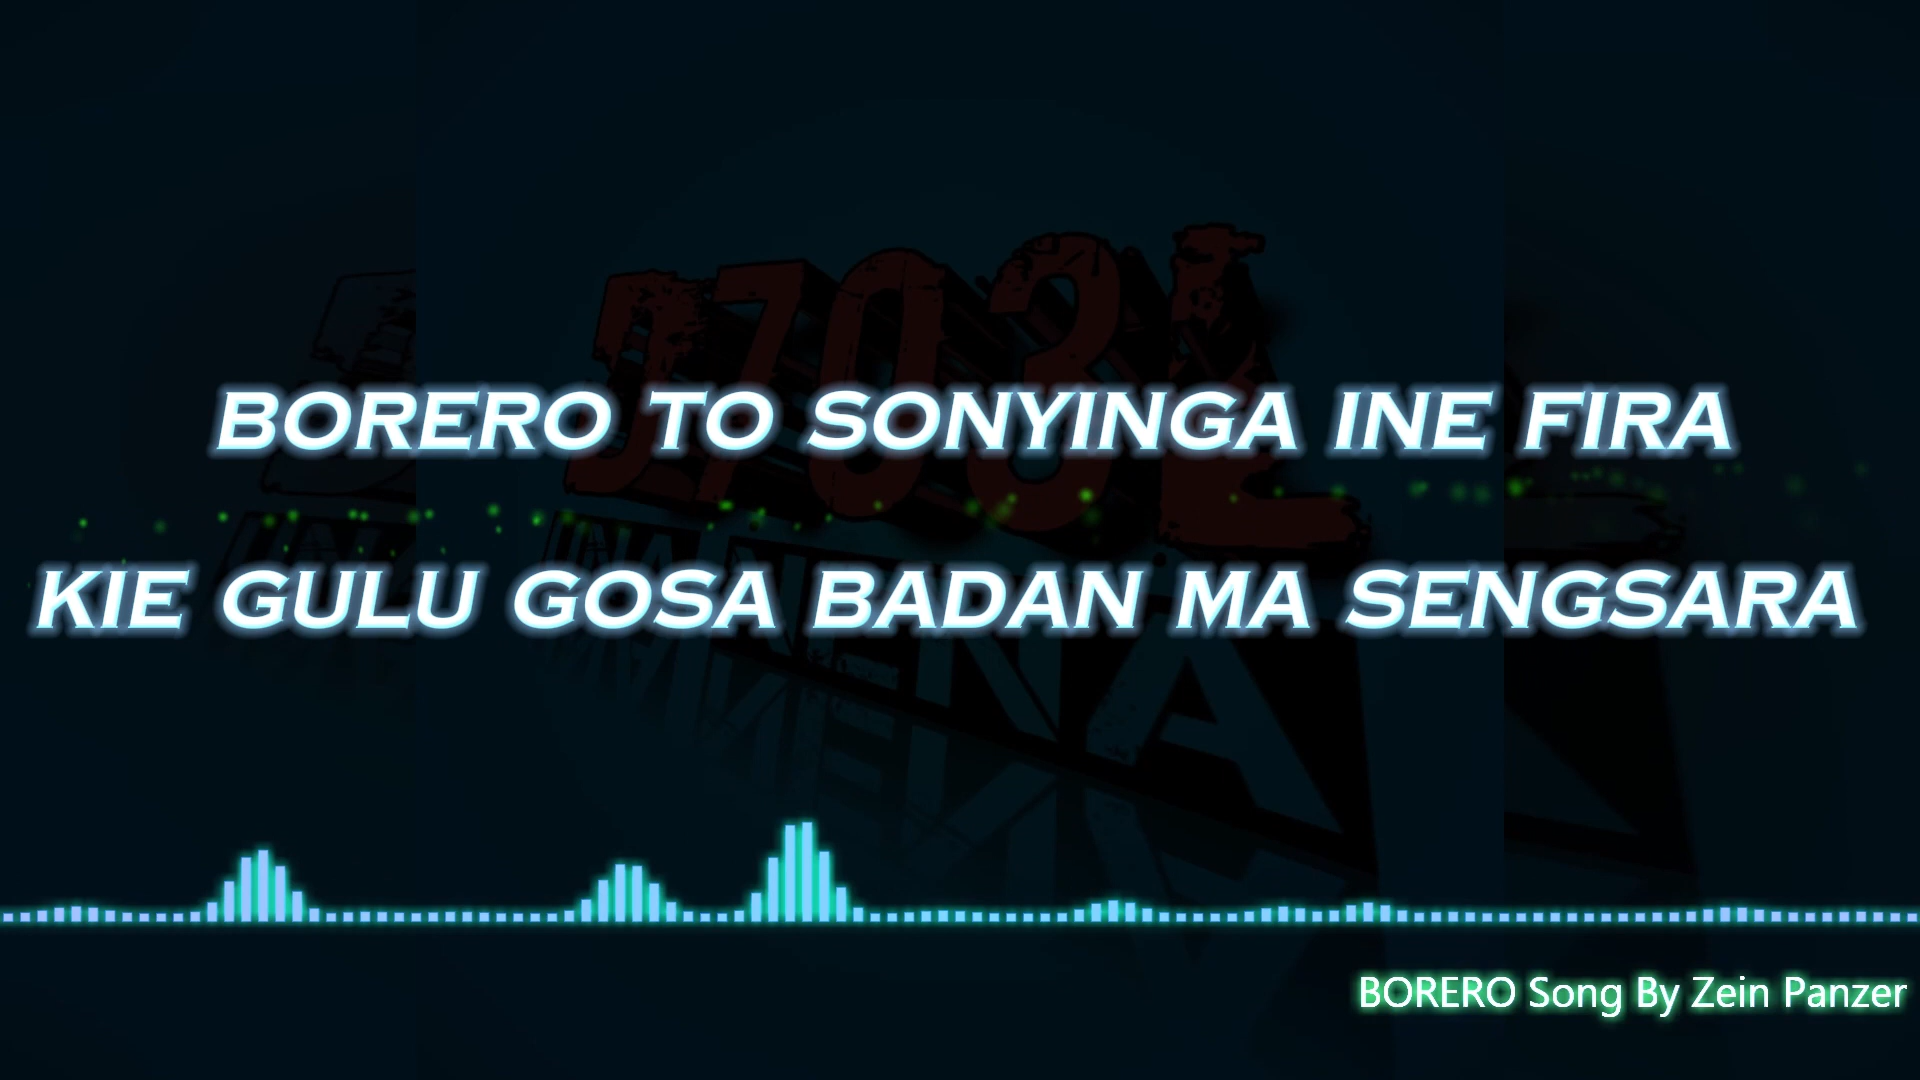 BORERO TO SONYINGA INE FIRA
KIE GULU GOSA BADAN MA SENGSARA
BORERO Song By Zein Panzer